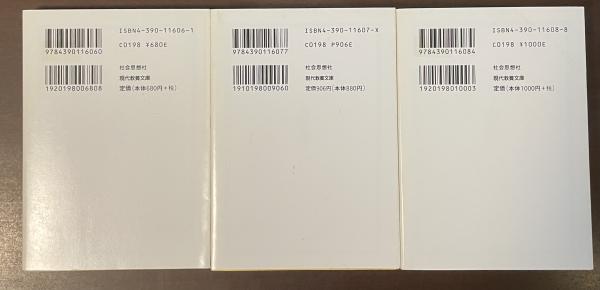 ISBN4-390-11606-1
9784390116060
C0198 ¥680E
1920198006808
社会思想社
現代教養文庫
定価(本体680円+税)
ISBN4-390-11607-X
9784390116077
C0198 P906E
1910198009060
社会思想社
現代教養文庫
定価906円(本体880円)
ISBN4-390-11608-8
9784390116084
C0198 ¥1000E
1920198010003
社会思想社
現代教養文庫
定価(本体1000円+税)